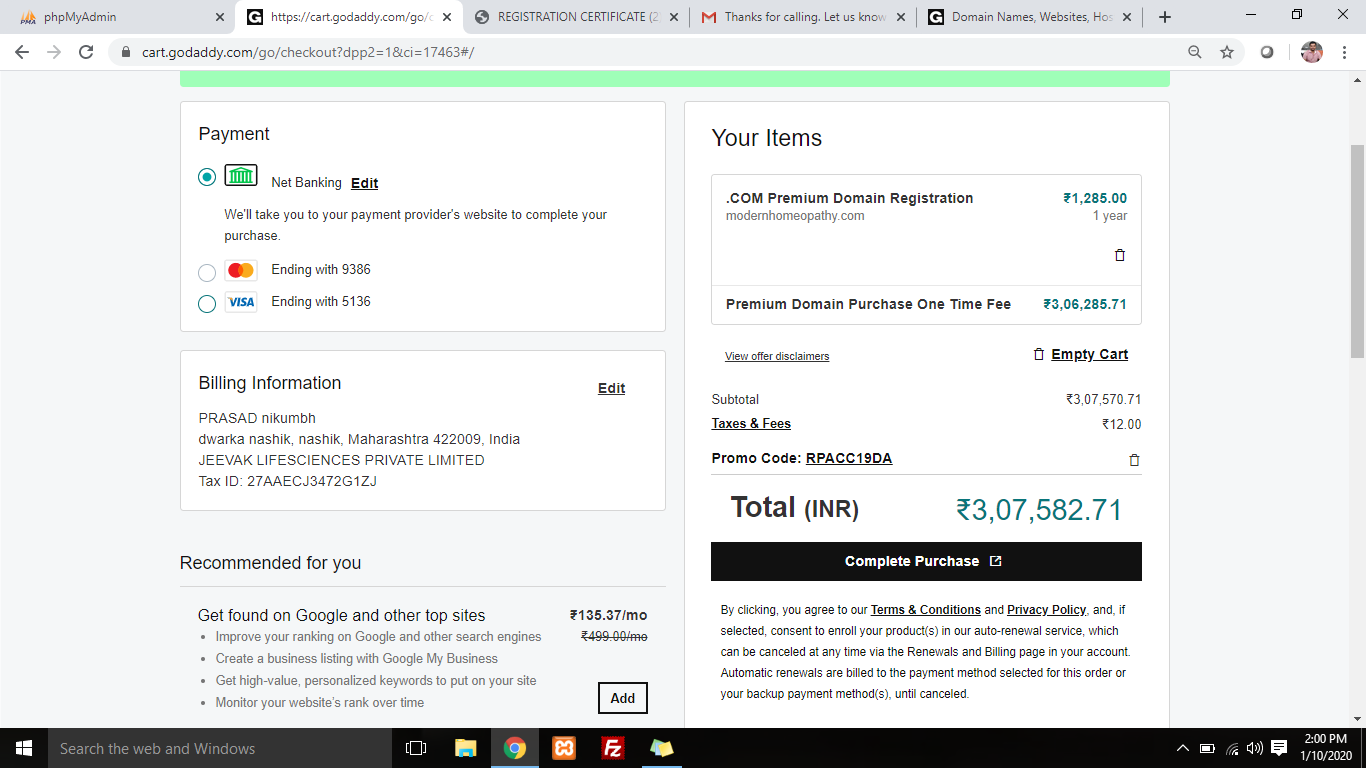 phpMyAdmin
https://cart.godaddy.com/go/c
REGISTRATION CERTIFICATE (2
Thanks for calling. Let us know
Domain Names, Websites, Hos
cart.godaddy.com/go/checkout?dpp2=1&ci=17463#/
Payment
Net Banking Edit
We'll take you to your payment provider's website to complete your
purchase.
Ending with 9386
VISA Ending with 5136
Billing Information
Edit
PRASAD nikumbh
dwarka nashik, nashik, Maharashtra 422009, India
JEEVAK LIFESCIENCES PRIVATE LIMITED
Tax ID: 27AAECJ3472G1ZJ
Recommended for you
Get found on Google and other top sites ₹135.37/mo
Improve your ranking on Google and other search engines ₹499.00/mo
Create a business listing with Google My Business
Get high-value, personalized keywords to put on your site
Monitor your website's rank over time
Add
Your Items
.COM Premium Domain Registration ₹1,285.00
modernhomeopathy.com 1 year
Premium Domain Purchase One Time Fee ₹3,06,285.71
View offer disclaimers Empty Cart
Subtotal ₹3,07,570.71
Taxes & Fees ₹12.00
Promo Code: RPACC19DA
Total (INR) ₹3,07,582.71
Complete Purchase
By clicking, you agree to our Terms & Conditions and Privacy Policy, and, if
selected, consent to enroll your product(s) in our auto-renewal service, which
can be canceled at any time via the Renewals and Billing page in your account.
Automatic renewals are billed to the payment method selected for this order or
your backup payment method(s), until canceled.
Search the web and Windows
2:00 PM
1/10/2020